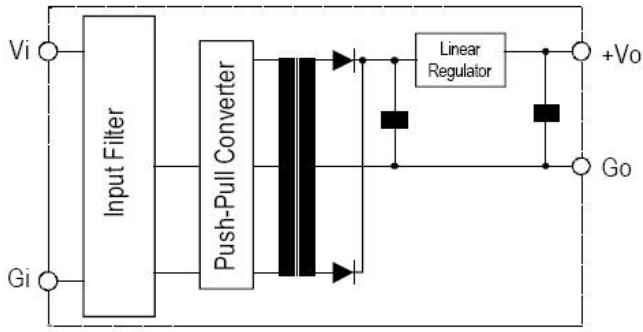 Vi
Input Filter
Push-Pull Converter
Linear
Regulator
+Vo
Go
Gi